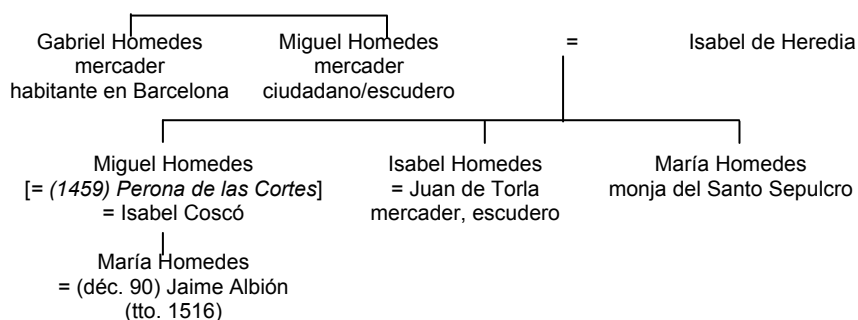 Gabriel Homedes
mercader
habitante en Barcelona
Miguel Homedes
mercader
ciudadano/escudero
=
Isabel de Heredia
Miguel Homedes
[= (1459) Perona de las Cortes]
= Isabel Coscó
Isabel Homedes
= Juan de Torla
mercader, escudero
María Homedes
monja del Santo Sepulcro
María Homedes
= (déc. 90) Jaime Albión
(tto. 1516)